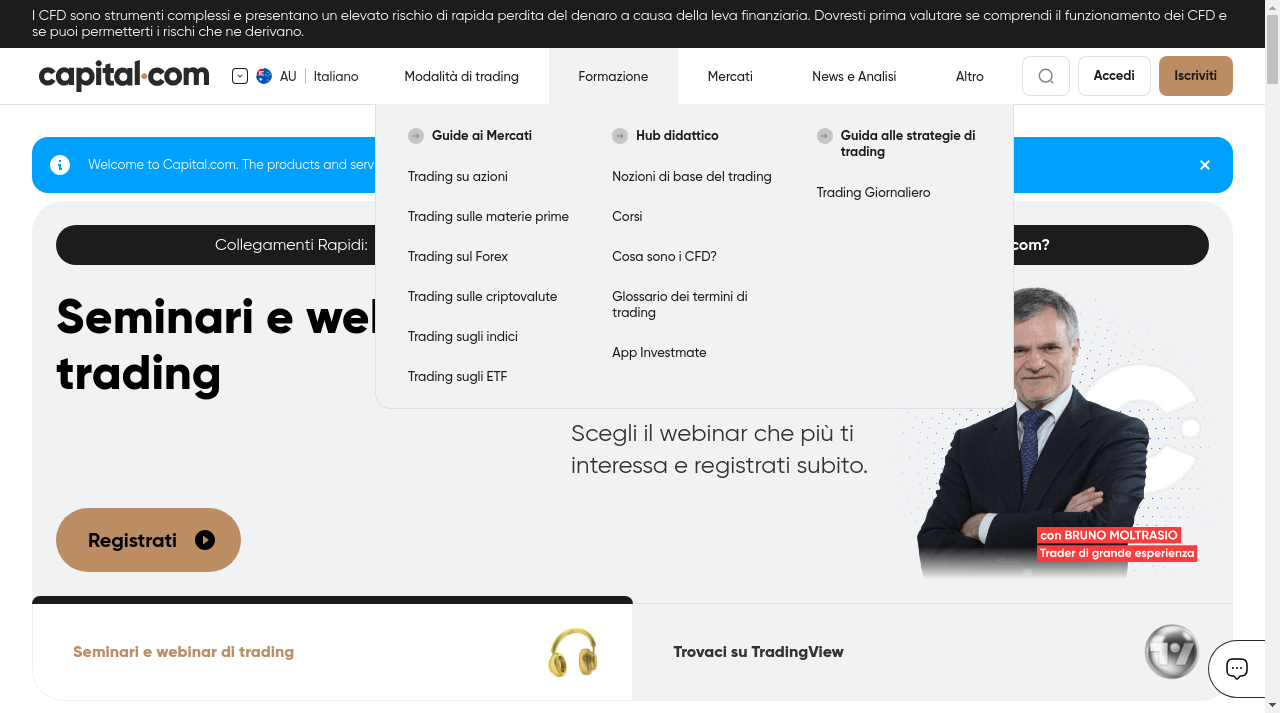 I CFD sono strumenti complessi e presentano un elevato rischio di rapida perdita del denaro a causa della leva finanziaria. Dovresti prima valutare se comprendi il funzionamento dei CFD e
se puoi permetterti i rischi che ne derivano.
capital.com
AU
Italiano
Modalità di trading
Formazione
Mercati
News e Analisi
Altro
Accedi
Iscriviti
Guide ai Mercati
Trading su azioni
Trading sulle materie prime
Trading sul Forex
Trading sulle criptovalute
Trading sugli indici
Trading sugli ETF
Hub didattico
Nozioni di base del trading
Corsi
Cosa sono i CFD?
Glossario dei termini di
trading
App Investmate
Guida alle strategie di
trading
Trading Giornaliero
Welcome to Capital.com. The products and serv
Collegamenti Rapidi:
com?
Seminari e
trading
Scegli il webinar che più ti
interessa e registrati subito.
Registrati
con BRUNO MOLTRASIO
Trader di grande esperienza
Seminari e webinar di trading
Trovaci su TradingView